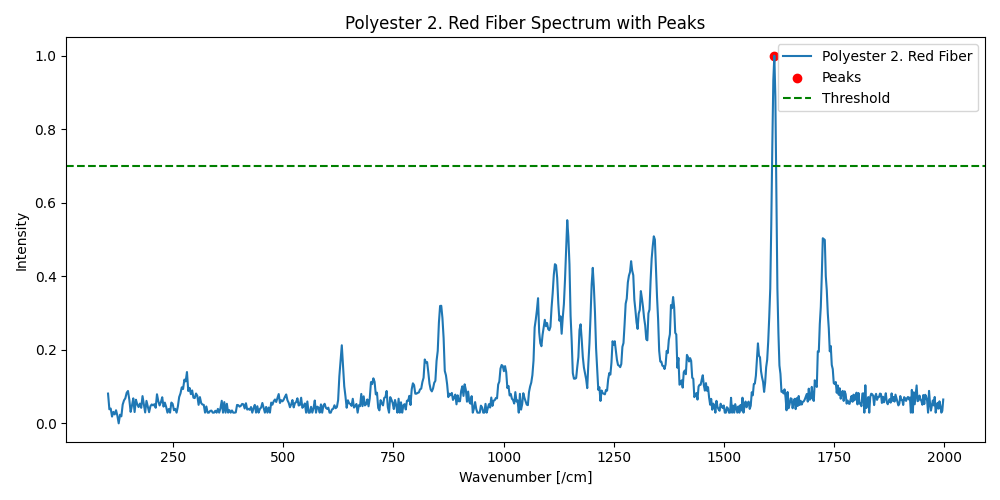 Polyester 2. Red Fiber Spectrum with Peaks
Polyester 2. Red Fiber
Peaks
Threshold
Intensity
1.0
0.8
0.6
0.4
0.2
0.0
250 500 750 1000 1250 1500 1750 2000
Wavenumber [/cm]